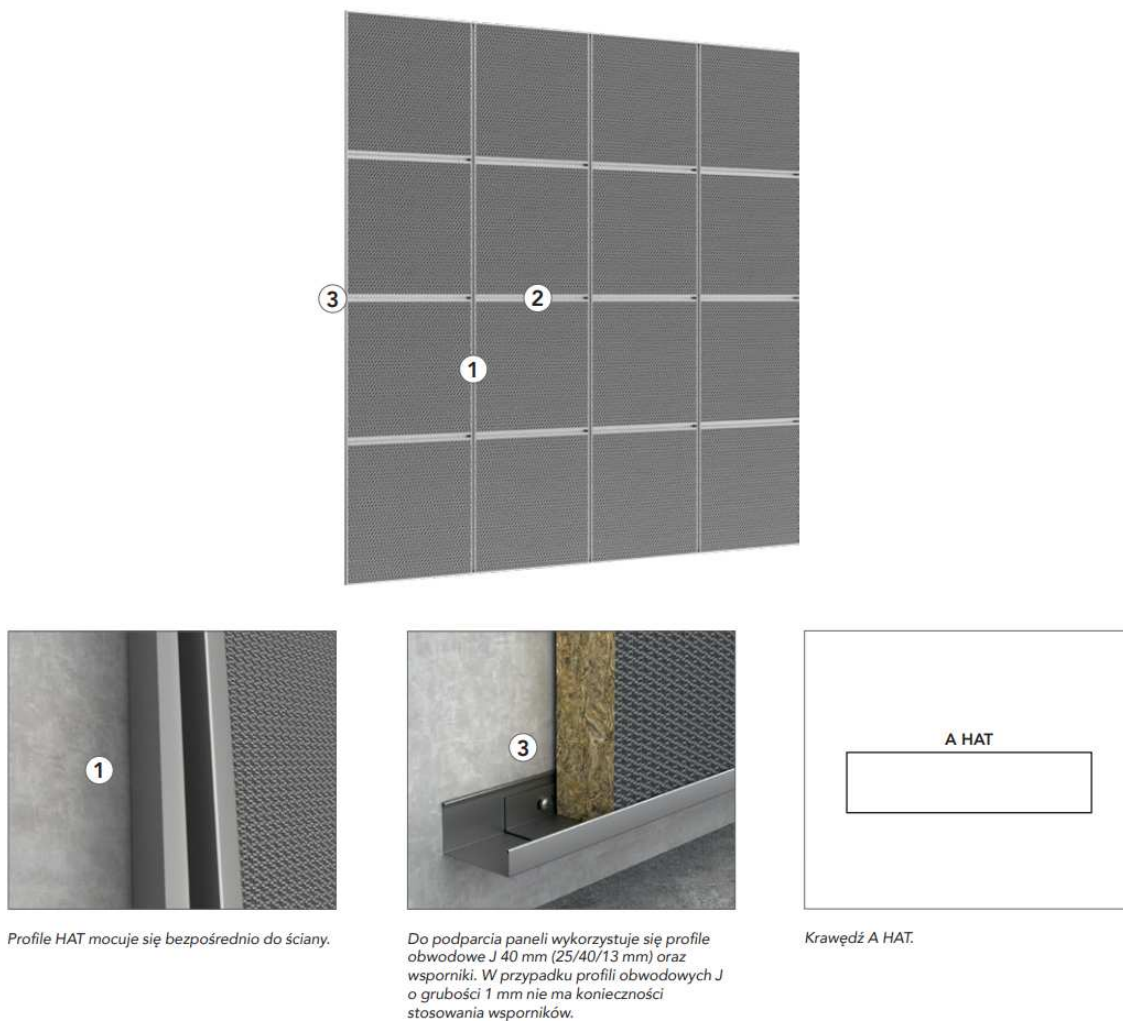 3
2
1
1
3
A HAT
Profile HAT mocuje się bezpośrednio do ściany.
Do podparcia paneli wykorzystuje się profile
obwodowe J 40 mm (25/40/13 mm) oraz
wsporniki. W przypadku profili obwodowych J
o grubości 1 mm nie ma konieczności
stosowania wsporników.
Krawędź A HAT.